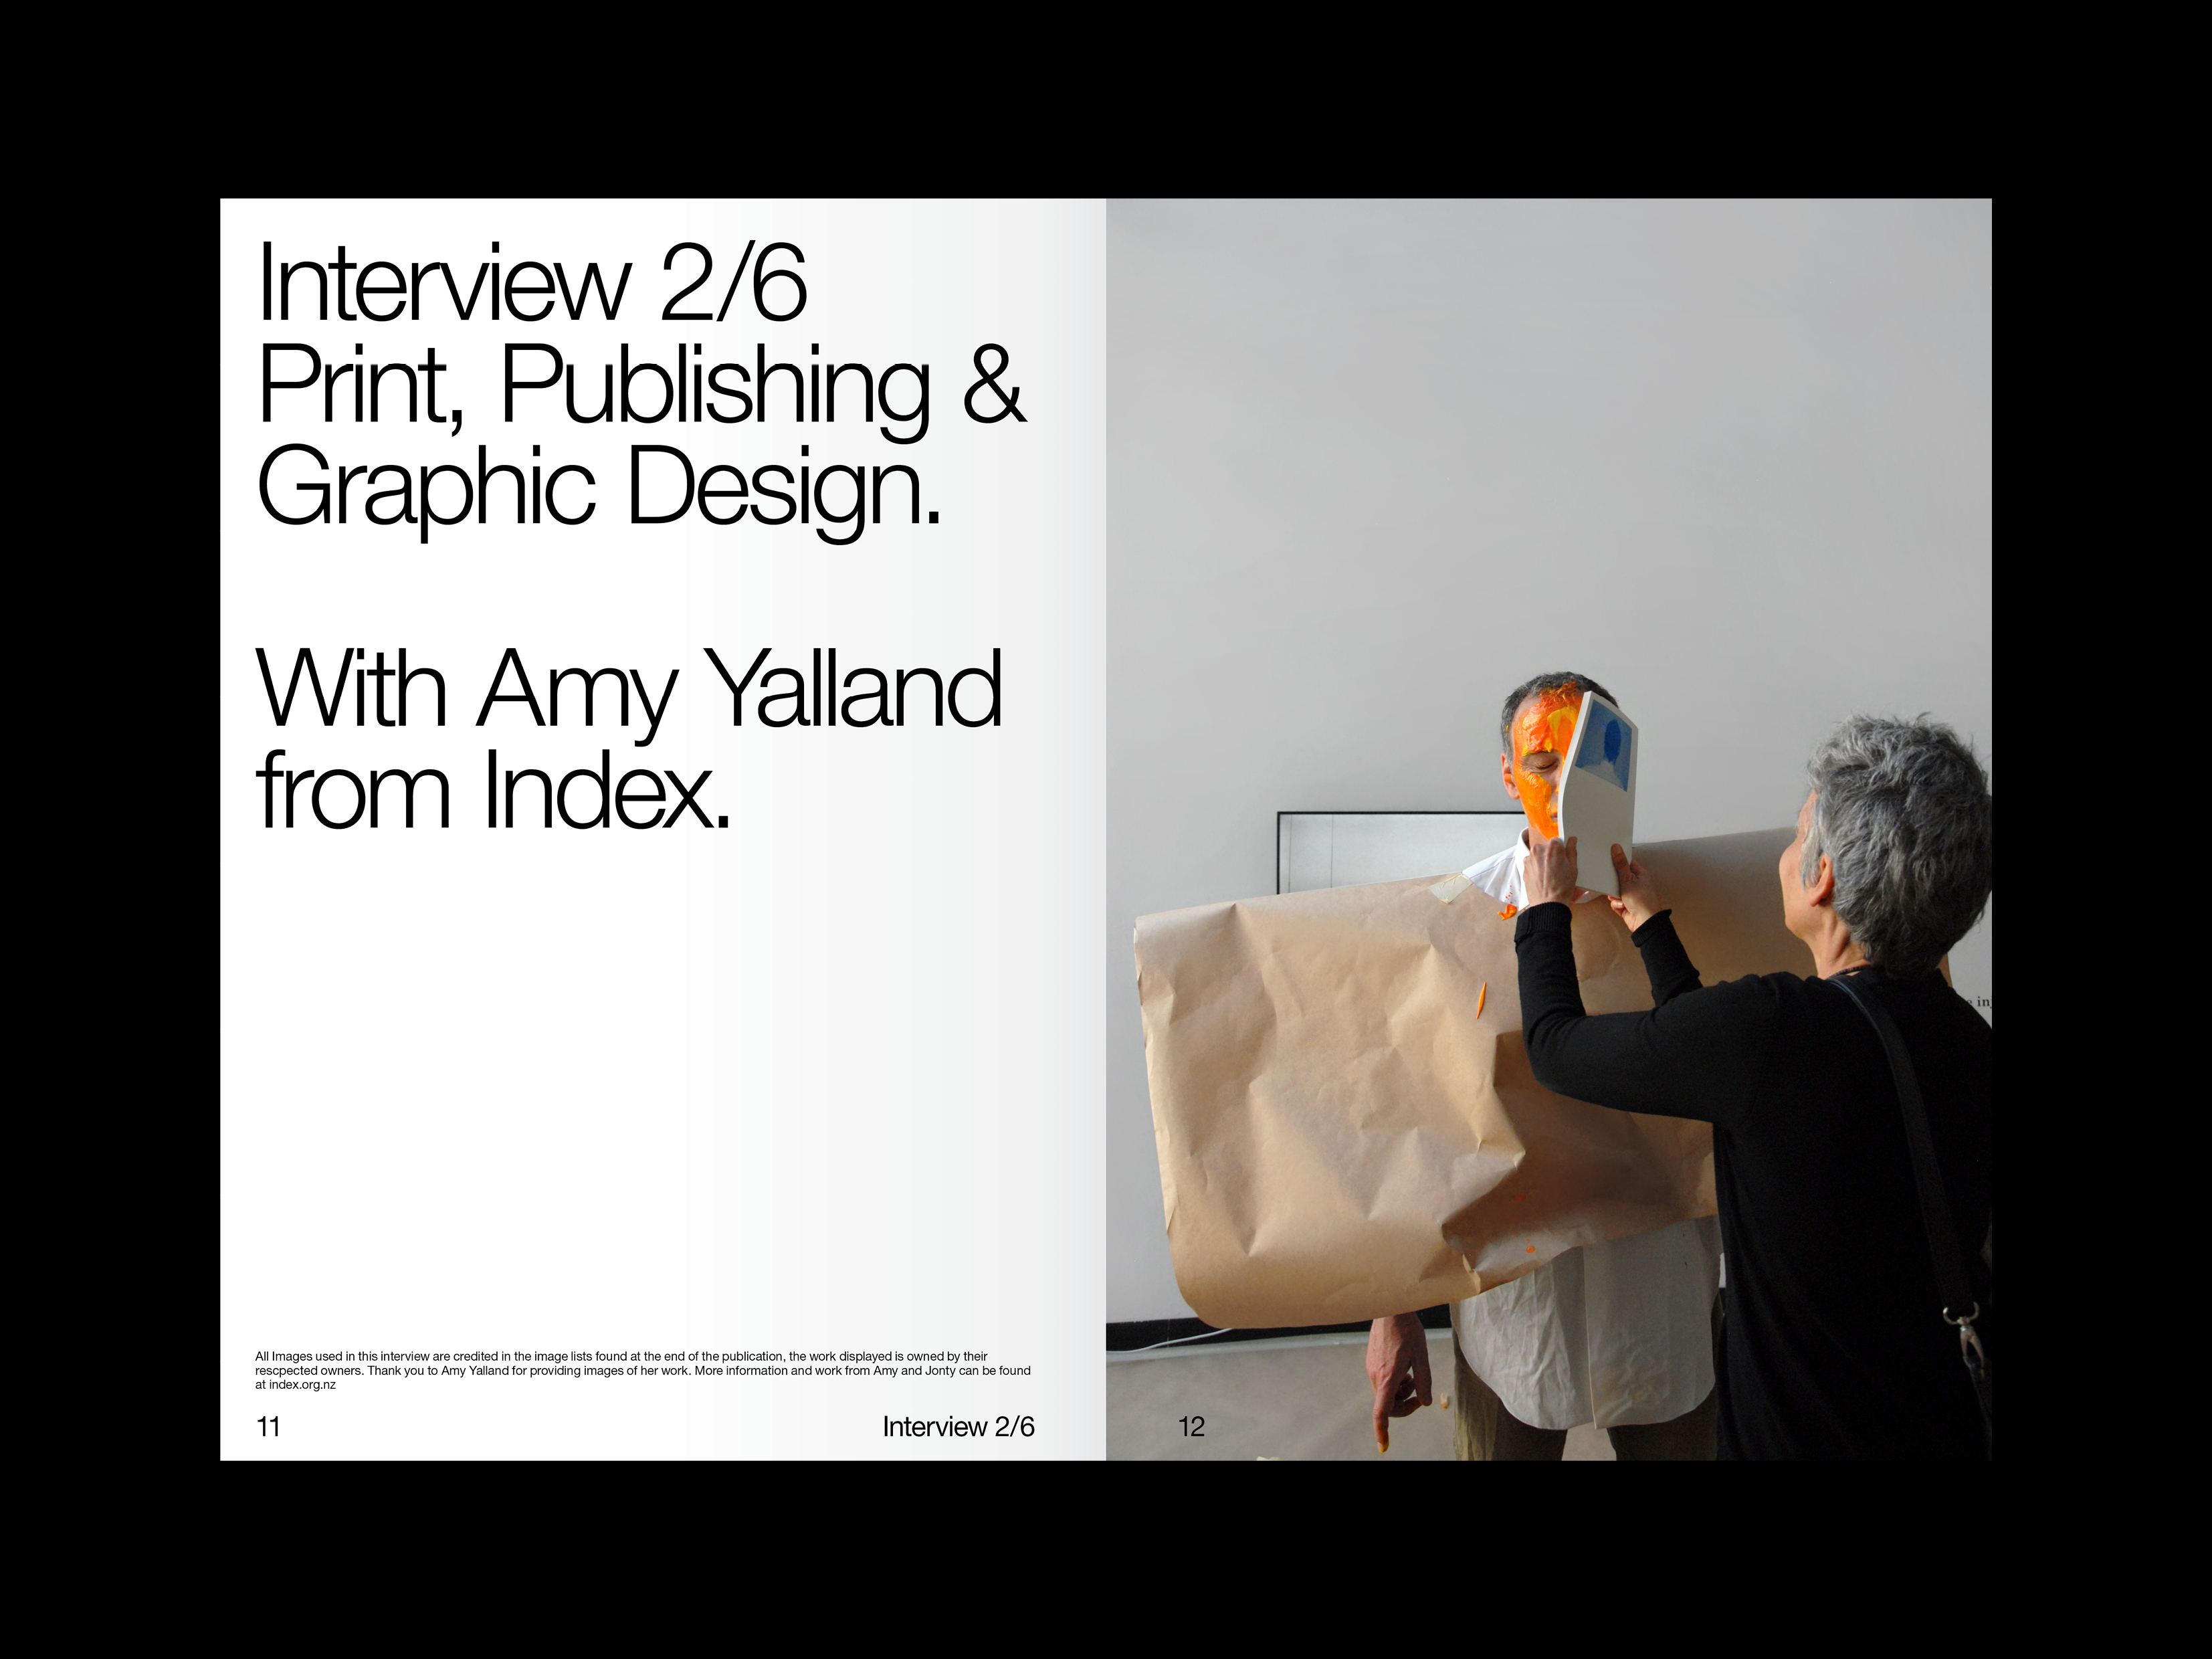 Interview 2/6
Print, Publishing &
Graphic Design.
With Amy Yalland
from Index.
All Images used in this interview are credited in the image lists found at the end of the publication, the work displayed is owned by their
rescpected owners. Thank you to Amy Yalland for providing images of her work. More information and work from Amy and Jonty can be found
at index.org.nz
11
Interview 2/6
12